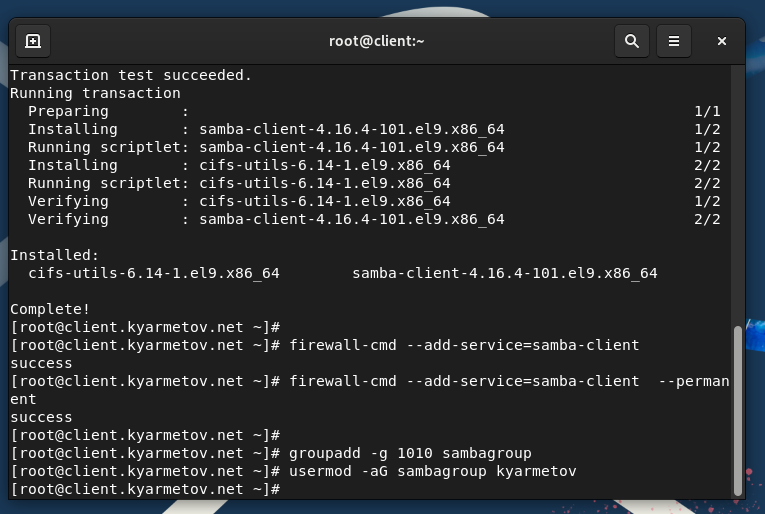 root@client:~
Transaction test succeeded.
Running transaction
  Preparing        :                                                        1/1
  Installing       : samba-client-4.16.4-101.el9.x86_64                     1/2
  Running scriptlet: samba-client-4.16.4-101.el9.x86_64                     1/2
  Installing       : cifs-utils-6.14-1.el9.x86_64                           2/2
  Running scriptlet: cifs-utils-6.14-1.el9.x86_64                           2/2
  Verifying        : cifs-utils-6.14-1.el9.x86_64                           1/2
  Verifying        : samba-client-4.16.4-101.el9.x86_64                     2/2
Installed:
  cifs-utils-6.14-1.el9.x86_64        samba-client-4.16.4-101.el9.x86_64
Complete!
[root@client.kyarmetov.net ~]#
[root@client.kyarmetov.net ~]# firewall-cmd --add-service=samba-client
success
[root@client.kyarmetov.net ~]# firewall-cmd --add-service=samba-client  --perman
ent
success
[root@client.kyarmetov.net ~]#
[root@client.kyarmetov.net ~]# groupadd -g 1010 sambagroup
[root@client.kyarmetov.net ~]# usermod -aG sambagroup kyarmetov
[root@client.kyarmetov.net ~]#